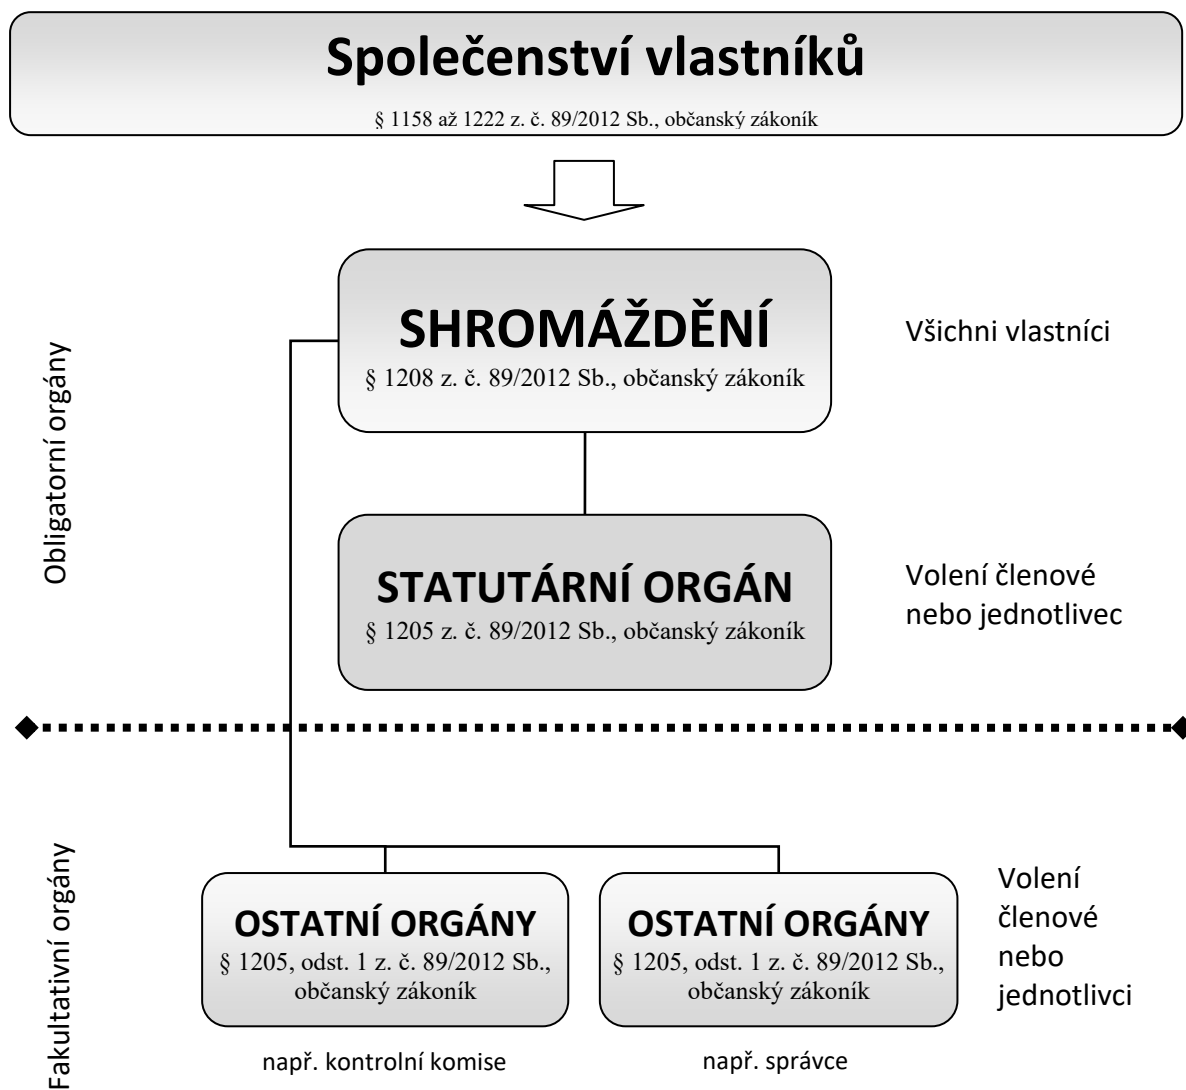 Společenství vlastníků
§ 1158 až 1222 z. č. 89/2012 Sb., občanský zákoník
Obligatorní orgány
SHROMÁŽDĚNÍ
§ 1208 z. č. 89/2012 Sb., občanský zákoník
Všichni vlastníci
STATUTÁRNÍ ORGÁN
§ 1205 z. č. 89/2012 Sb., občanský zákoník
Volení členové
nebo jednotlivec
Fakultativní orgány
OSTATNÍ ORGÁNY
§ 1205, odst. 1 z. č. 89/2012 Sb.,
občanský zákoník
např. kontrolní komise
OSTATNÍ ORGÁNY
§ 1205, odst. 1 z. č. 89/2012 Sb.,
občanský zákoník
např. správce
Volení
členové
nebo
jednotlivci